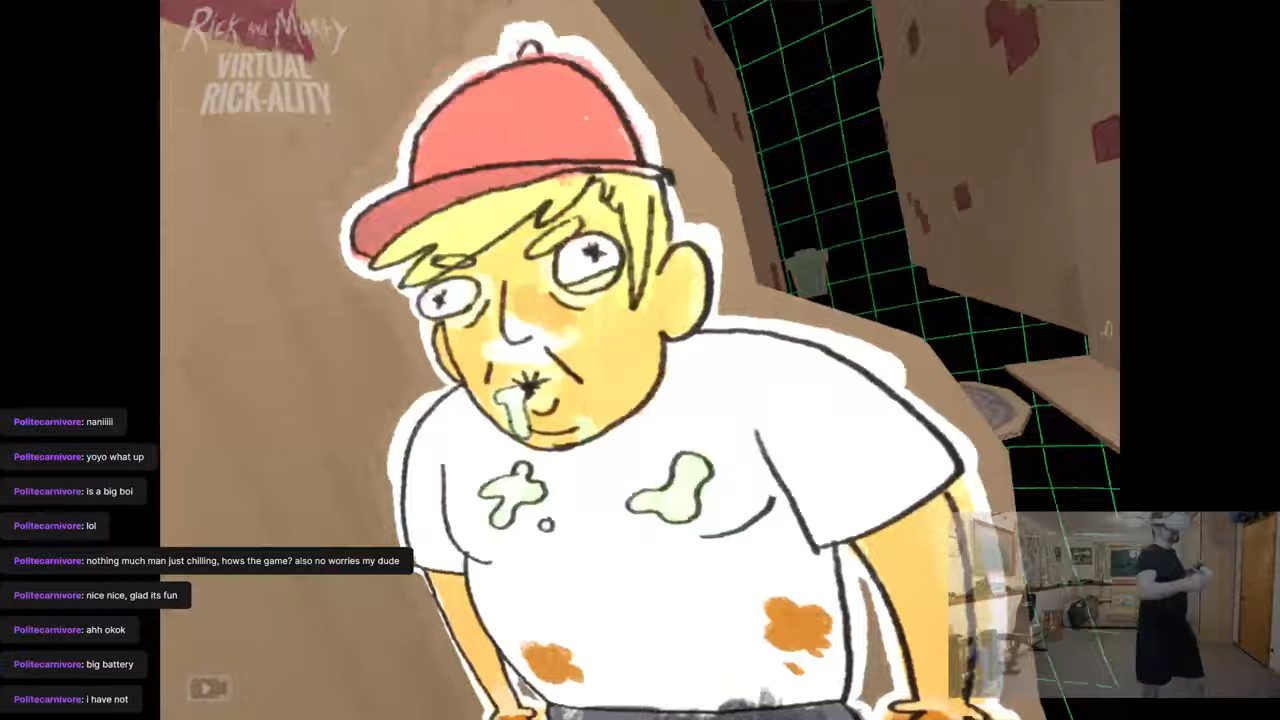 RICK AND MORTY
VIRTUAL
RICK-ALITY
Politecarnivore: naniiiii
Politecarnivore: yoyo what up
Politecarnivore: is a big boi
Politecarnivore: lol
Politecarnivore: nothing much man just chilling, hows the game? also no worries my dude
Politecarnivore: nice nice, glad its fun
Politecarnivore: ahh okok
Politecarnivore: big battery
Politecarnivore: i have not